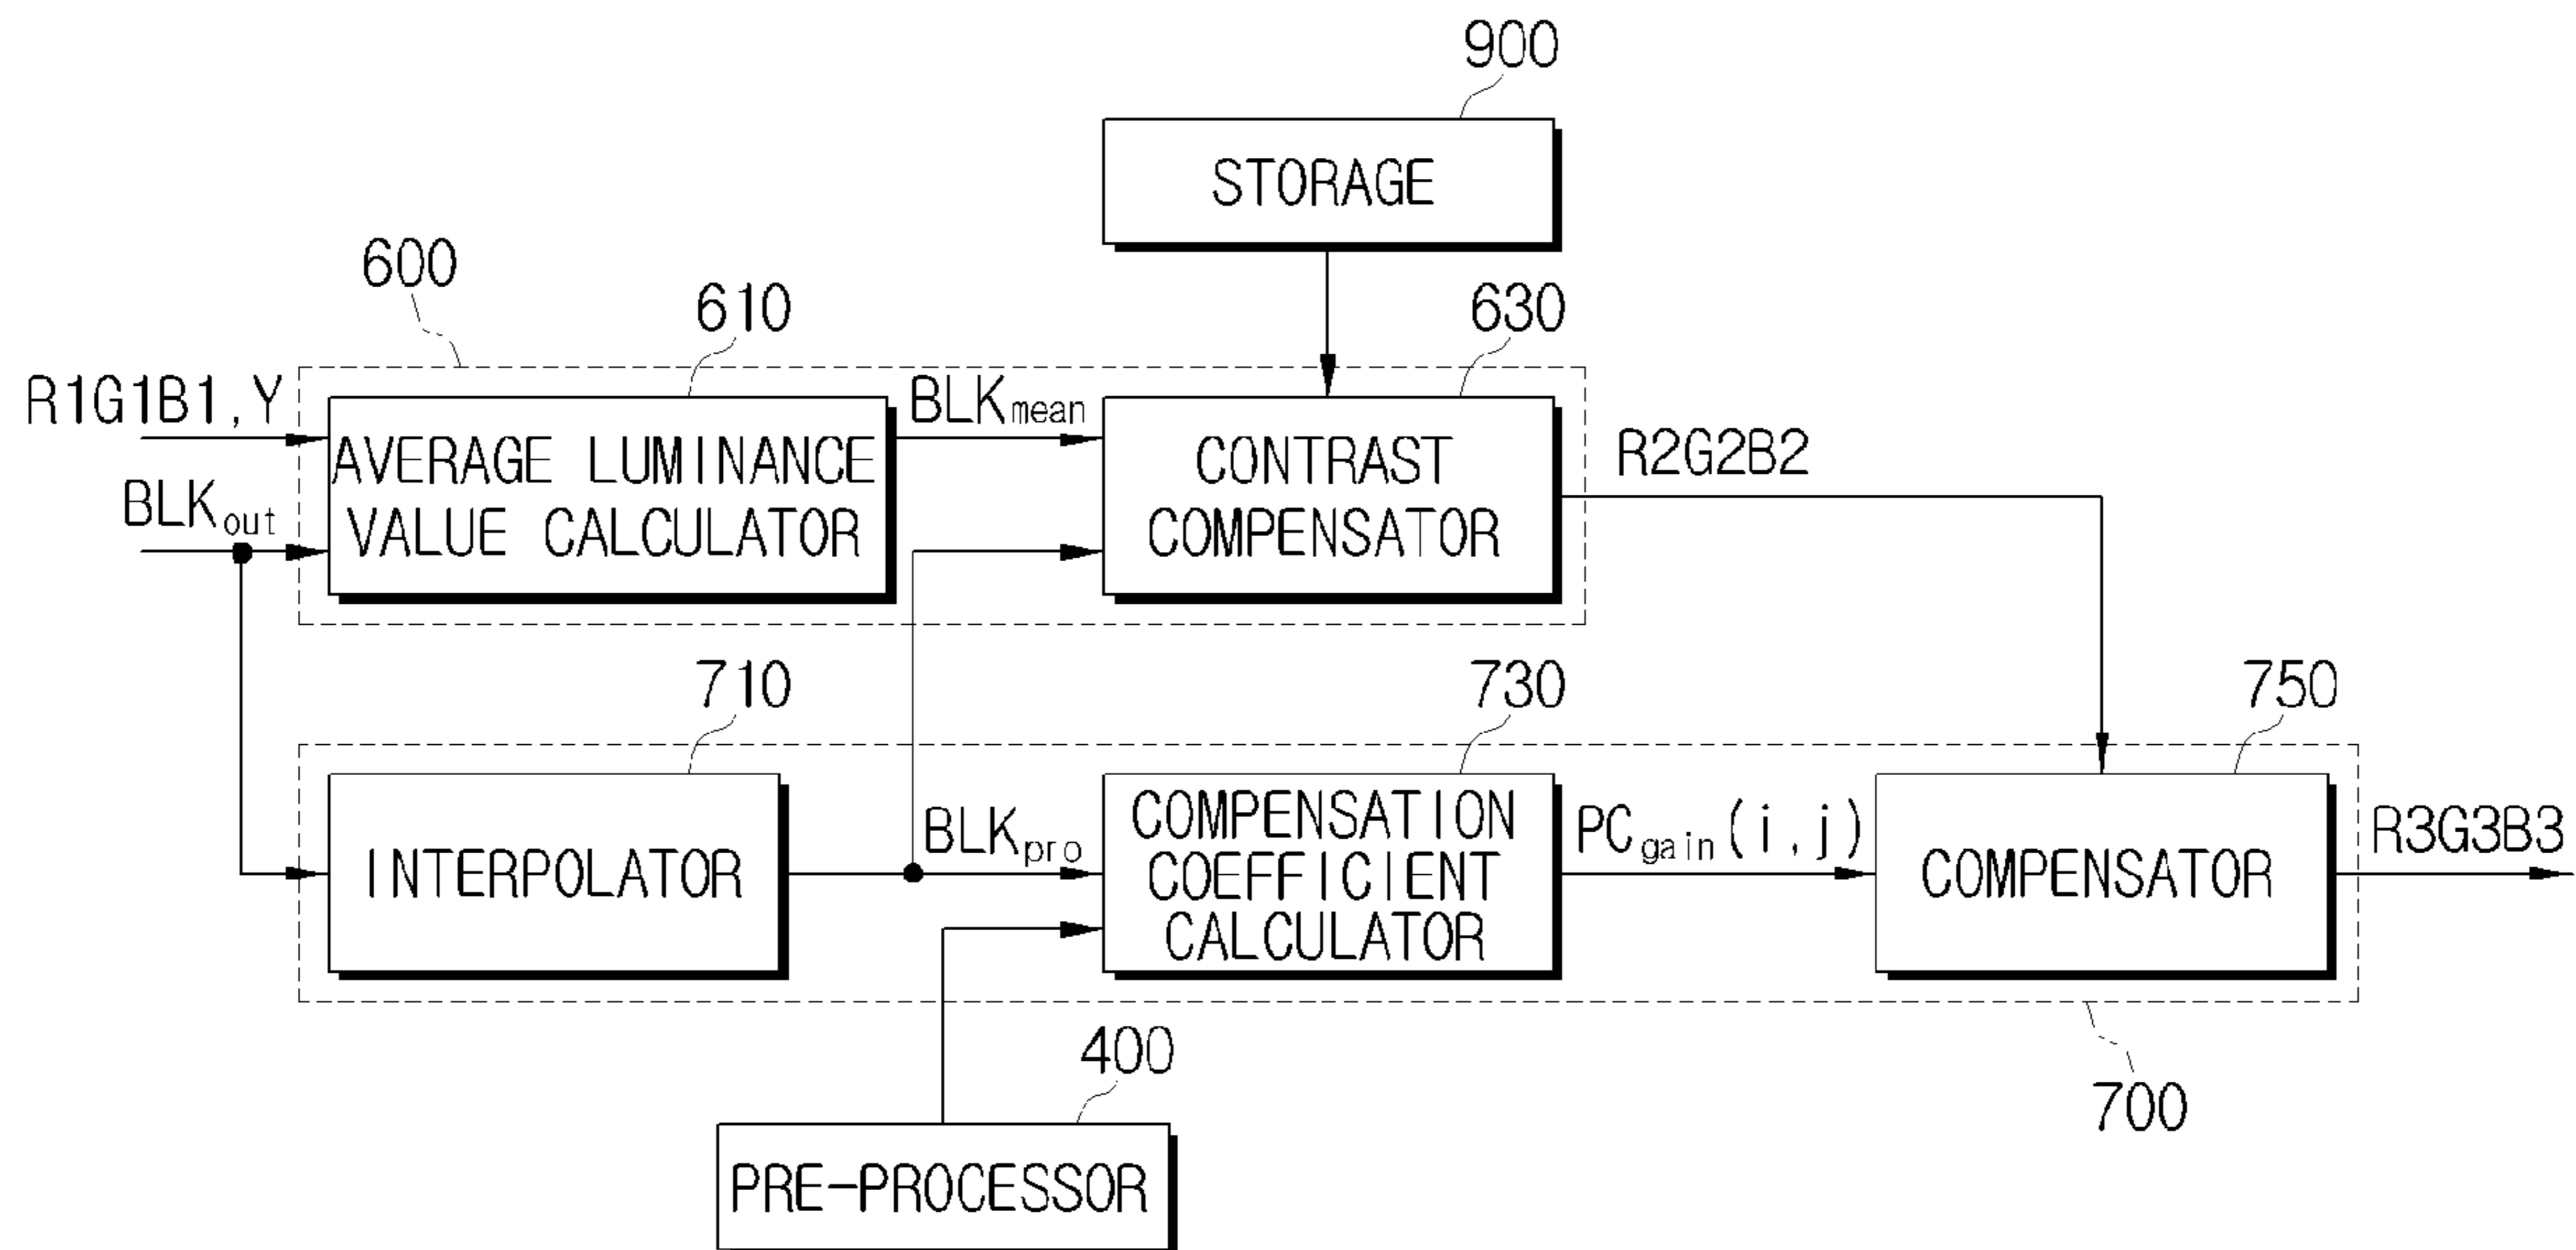 900
STORAGE
600
610
630
R1G1B1,Y
BLKmean
AVERAGE LUMINANCE
VALUE CALCULATOR
CONTRAST
COMPENSATOR
R2G2B2
BLKout
710
730
750
INTERPOLATOR
BLKpro
COMPENSATION
COEFFICIENT
CALCULATOR
PCgain(i,j)
COMPENSATOR
R3G3B3
400
700
PRE-PROCESSOR